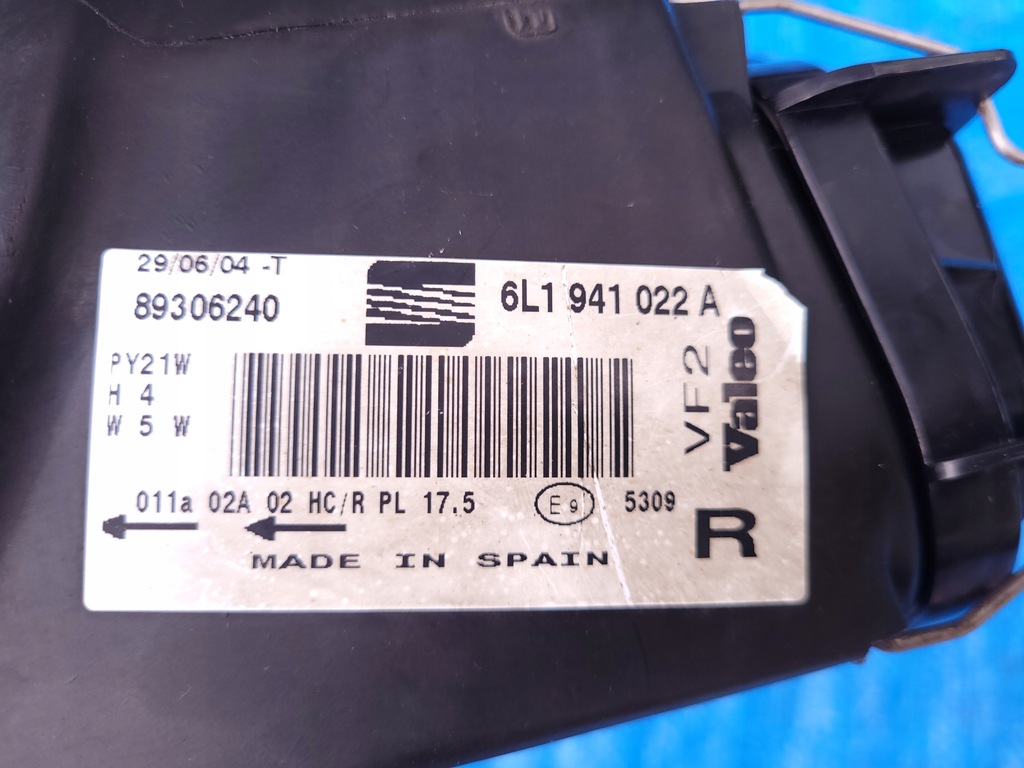 29/06/04 -T
89306240
6L1 941 022 A
PY21W
H 4
W 5 W
VF2
Valeo
011a 02A 02 HC/R PL 17.5
E9
5309
R
MADE IN SPAIN